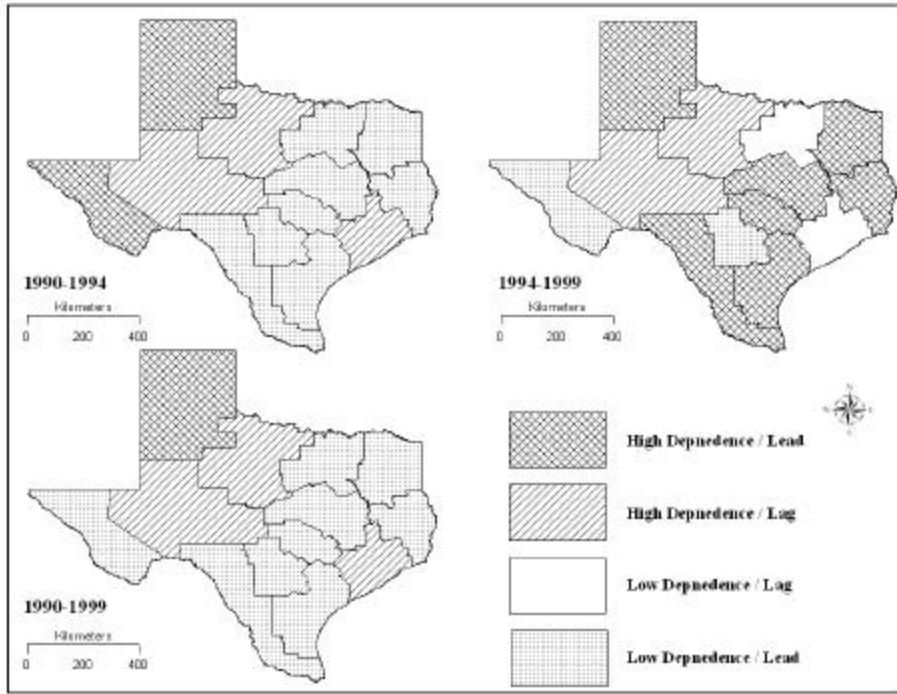 1990-1994
Kilometers
0 200 400
1994-1999
Kilometers
0 200 400
1990-1999
Kilometers
0 200 400
N
High Depnedence / Lead
High Depnedence / Lag
Low Depnedence / Lag
Low Depnedence / Lead